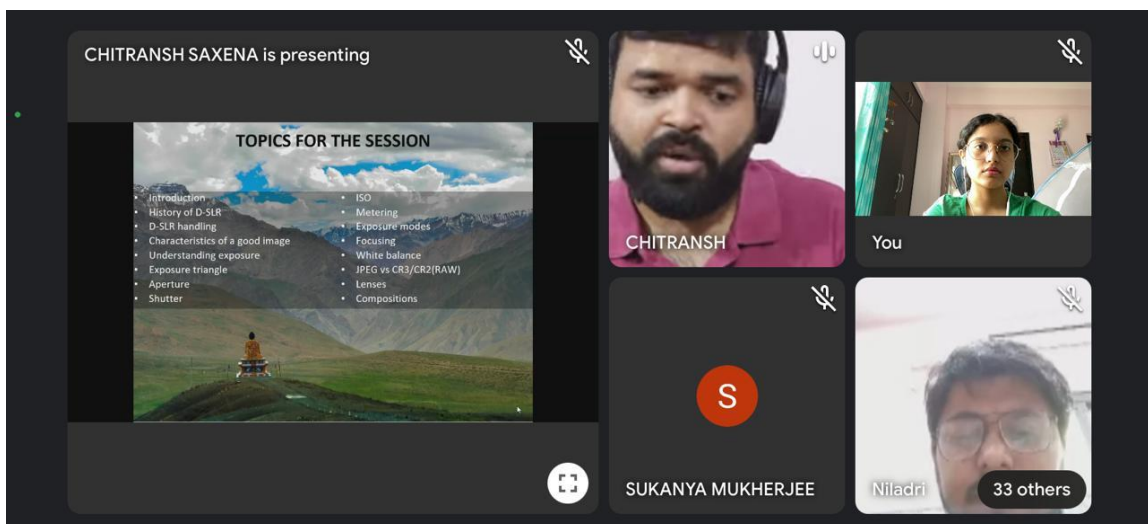 CHITRANSH SAXENA is presenting
TOPICS FOR THE SESSION
• Introduction
• History of D-SLR
• D-SLR handling
• Characteristics of a good image
• Understanding exposure
• Exposure triangle
• Aperture
• Shutter
• ISO
• Metering
• Exposure modes
• Focusing
• White balance
• JPEG vs CR3/CR2(RAW)
• Lenses
• Compositions
CHITRANSH
You
S
SUKANYA MUKHERJEE
Niladri
33 others